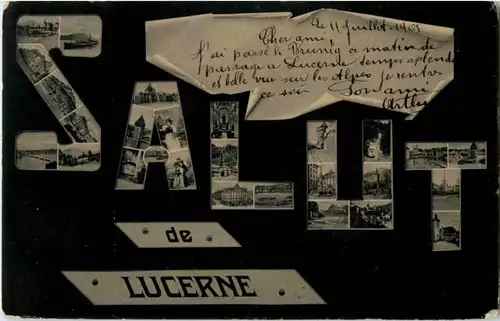 Le 11 Juillet 1905
Cher ami
J'ai passé le Brunig ce matin de
passage a Lucerne temps splendide
et belle vue sur les Alpes je rentre
ce soir Ton ami
Arthur
SALUT
de
LUCERNE